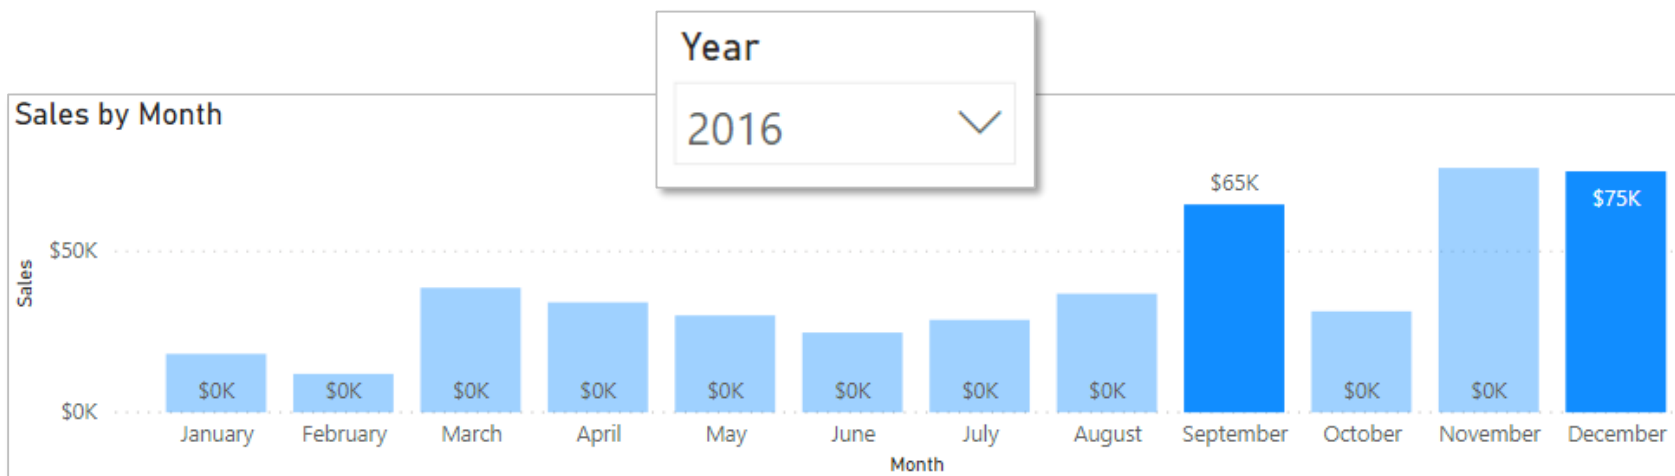 Year
2016
Sales by Month
$65K
$75K
$50K
Sales
$0K $0K $0K $0K $0K $0K $0K $0K $0K $0K
$0K
January February March April May June July August September October November December
Month